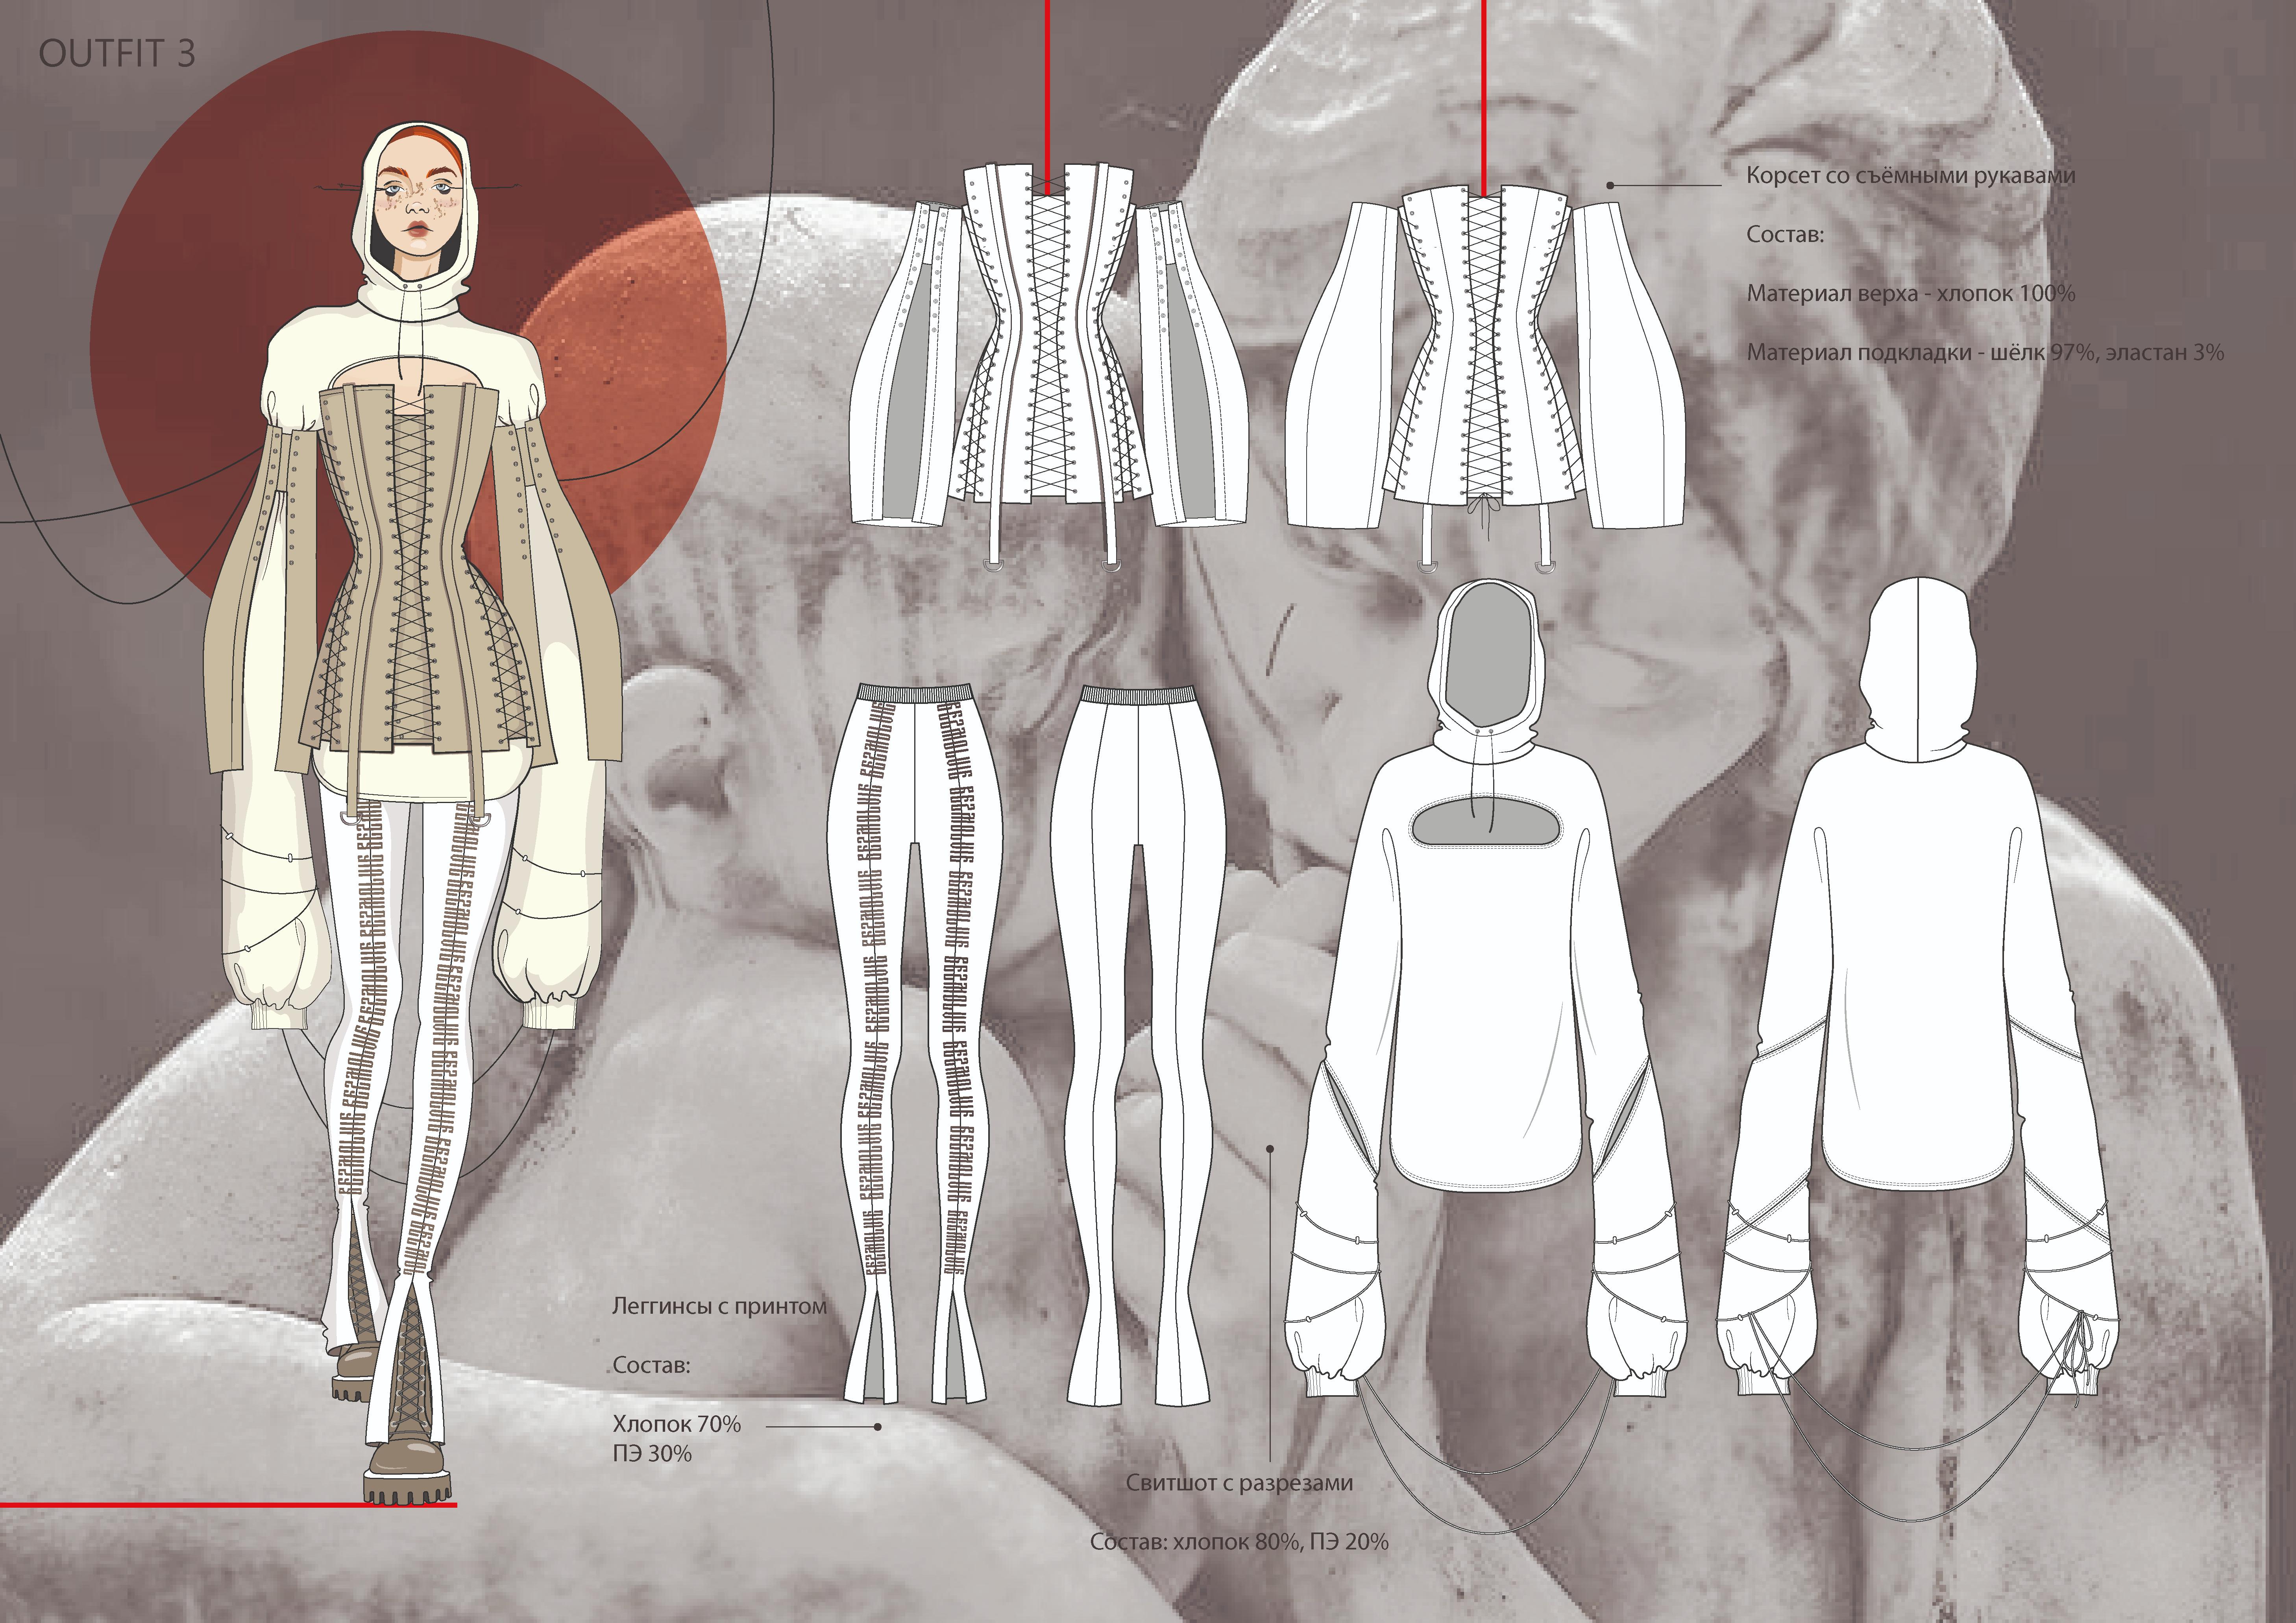 OUTFIT 3
Корсет со съёмными рукавами
Состав:
Материал верха - хлопок 100%
Материал подкладки - шёлк 97%, эластан 3%
Леггинсы с принтом
Состав:
Хлопок 70%
ПЭ 30%
Свитшот с разрезами
Состав: хлопок 80%, ПЭ 20%